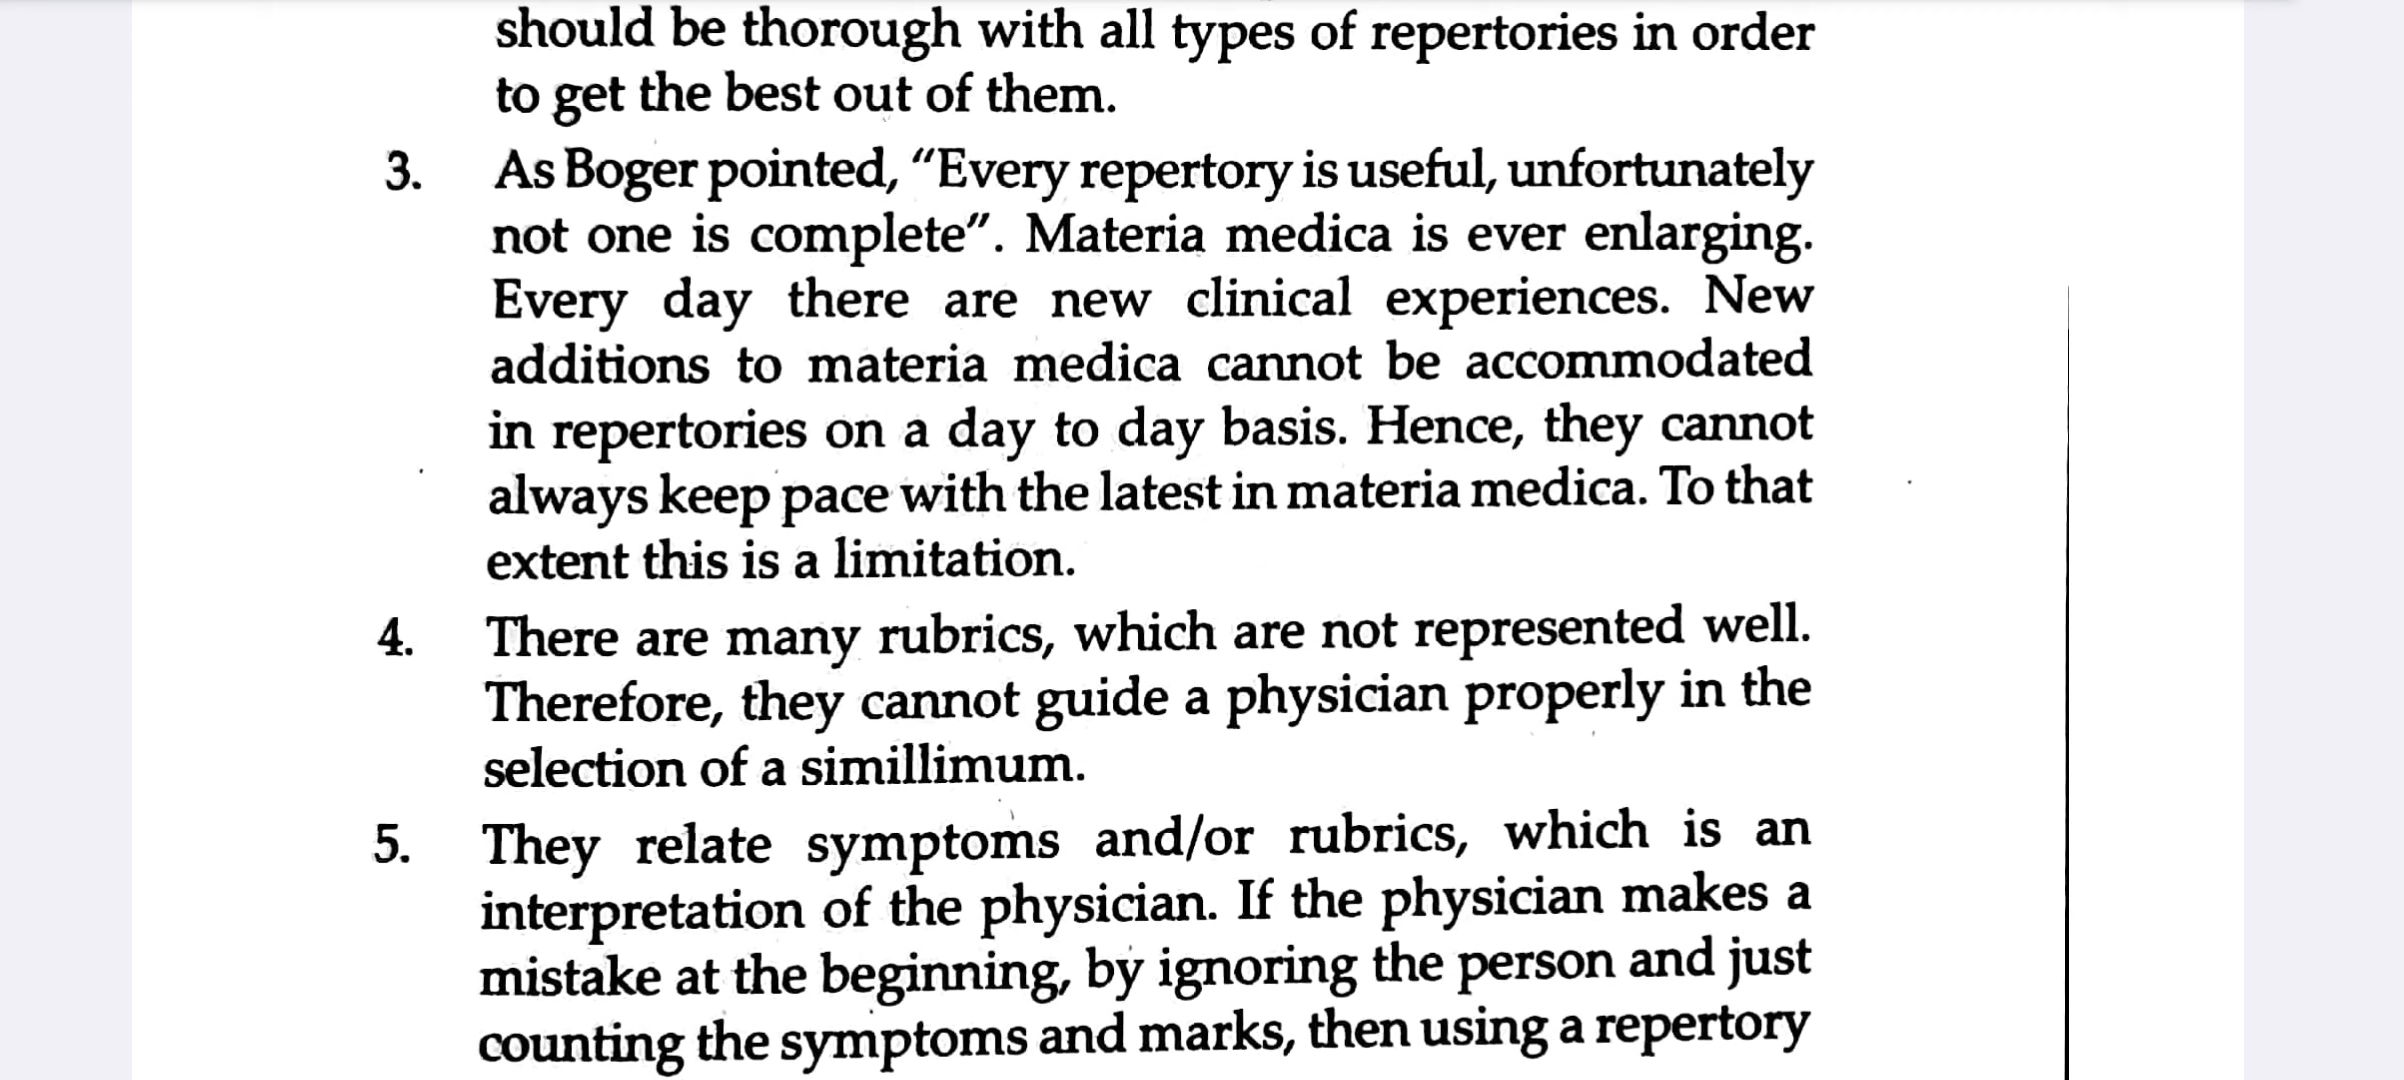 should be thorough with all types of repertories in order
to get the best out of them.
3. As Boger pointed, “Every repertory is useful, unfortunately
not one is complete”. Materia medica is ever enlarging.
Every day there are new clinical experiences. New
additions to materia medica cannot be accommodated
in repertories on a day to day basis. Hence, they cannot
always keep pace with the latest in materia medica. To that
extent this is a limitation.
4. There are many rubrics, which are not represented well.
Therefore, they cannot guide a physician properly in the
selection of a simillimum.
5. They relate symptoms and/or rubrics, which is an
interpretation of the physician. If the physician makes a
mistake at the beginning, by ignoring the person and just
counting the symptoms and marks, then using a repertory